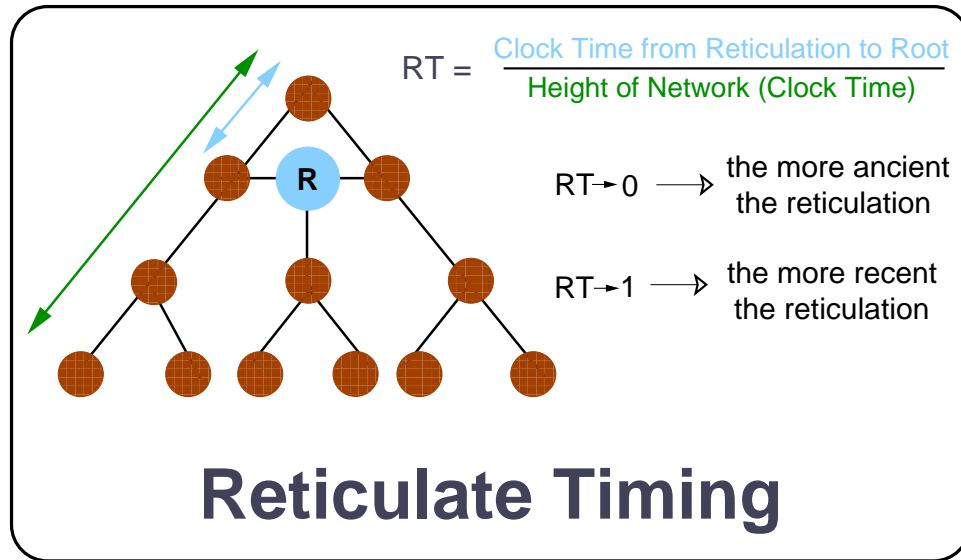 RT = Clock Time from Reticulation to Root
Height of Network (Clock Time)
R
RT→0 → the more ancient
the reticulation
RT→1 → the more recent
the reticulation
Reticulate Timing